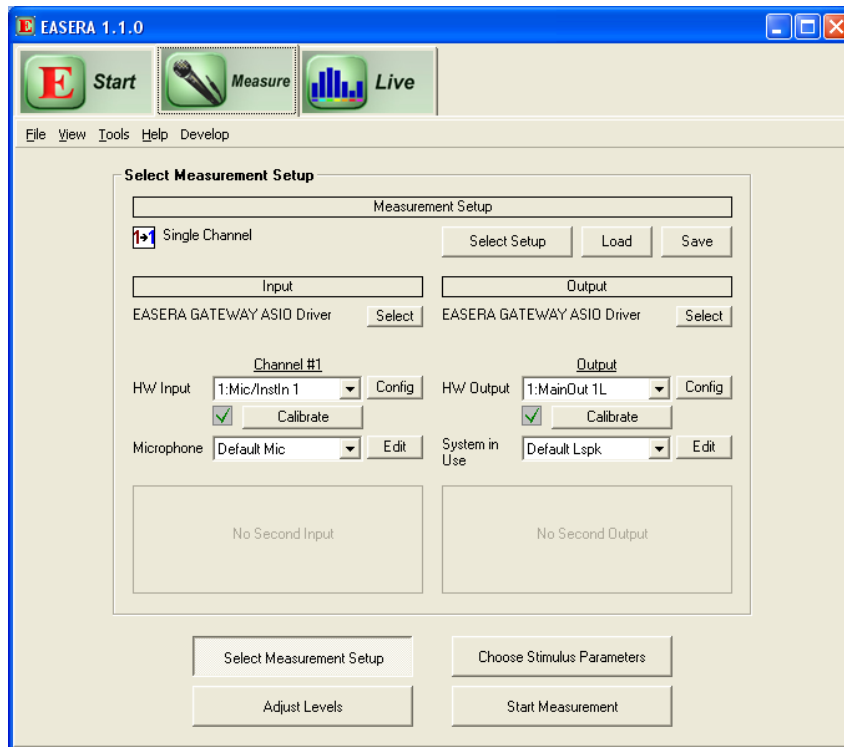 EASERA 1.1.0
E Start Measure Live
File View Tools Help Develop
Select Measurement Setup
Measurement Setup
1→1 Single Channel Select Setup Load Save
Input Output
EASERA GATEWAY ASIO Driver Select EASERA GATEWAY ASIO Driver Select
Channel #1 Output
HW Input 1:Mic/InstIn 1 Config HW Output 1:MainOut 1L Config
Calibrate Calibrate
Microphone Default Mic Edit System in Use Default Lspk Edit
No Second Input No Second Output
Select Measurement Setup Choose Stimulus Parameters
Adjust Levels Start Measurement